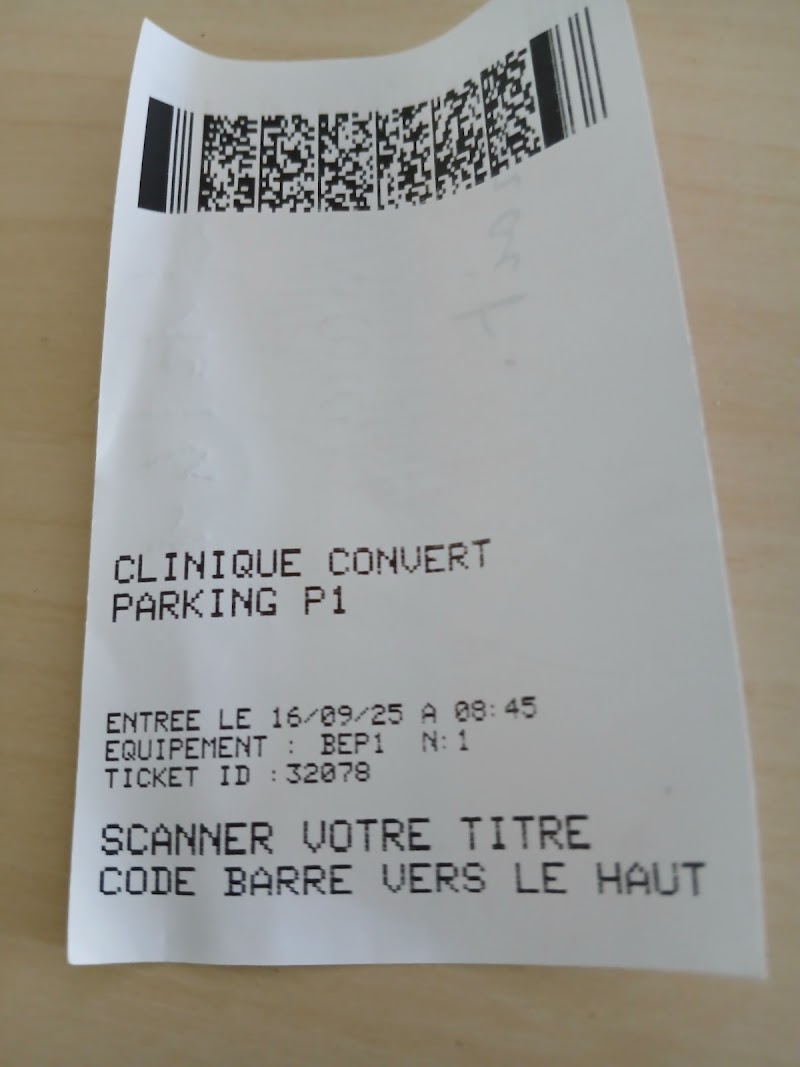 CLINIQUE CONVERT
PARKING P1
ENTREE LE 16/09/25 A 08:45
EQUIPEMENT : BEP1 N:1
TICKET ID :32078
SCANNER VOTRE TITRE
CODE BARRE VERS LE HAUT